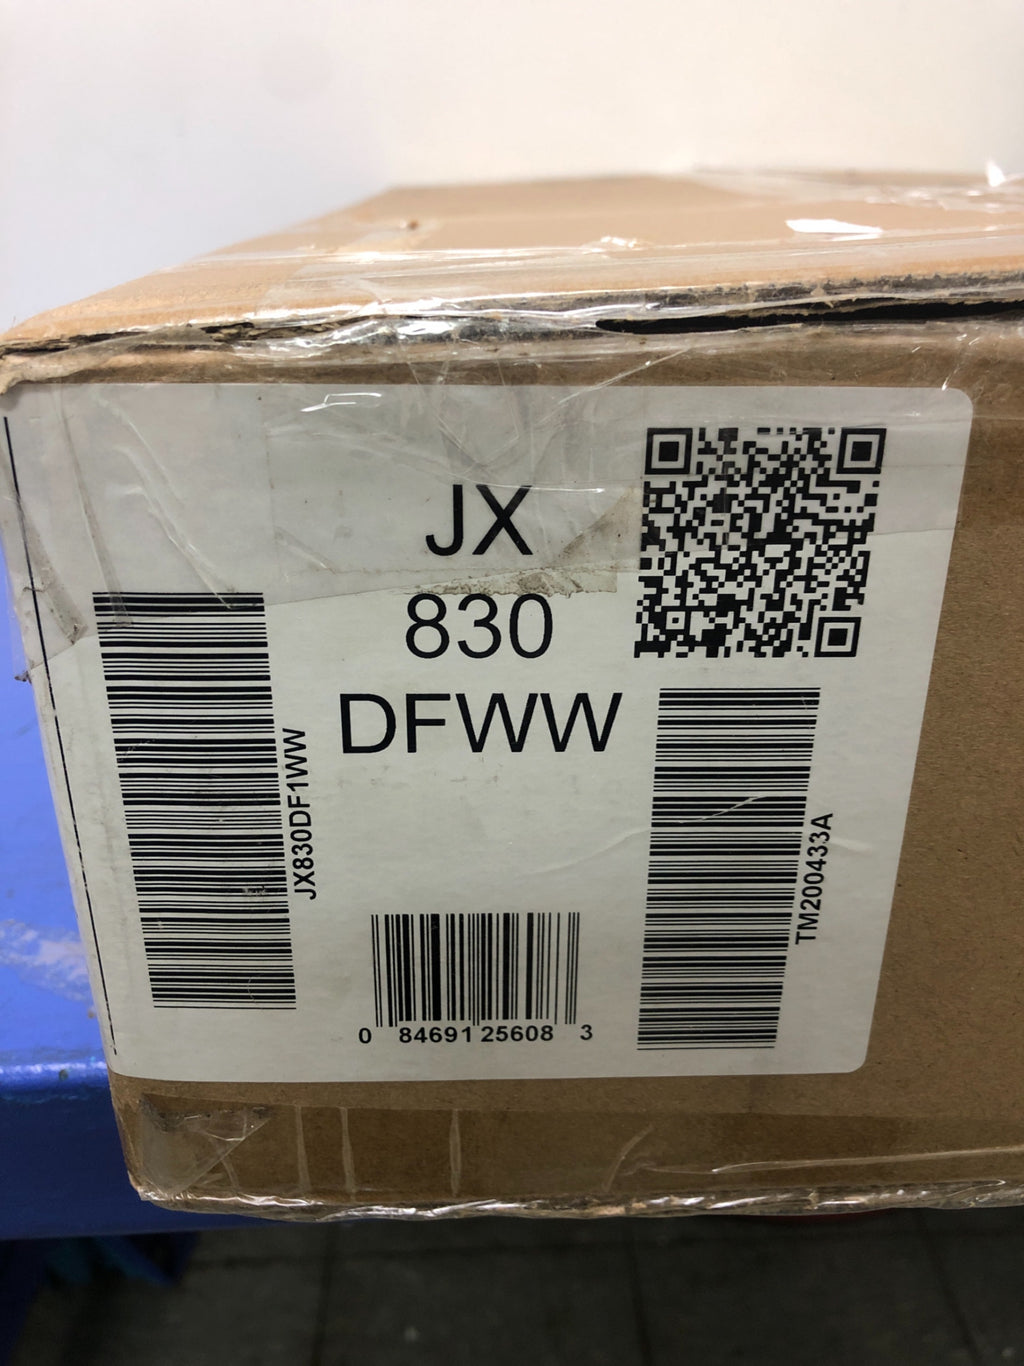 JX
830
DFWW
JX830DF1WW
TM200433A
0 84691 25608 3